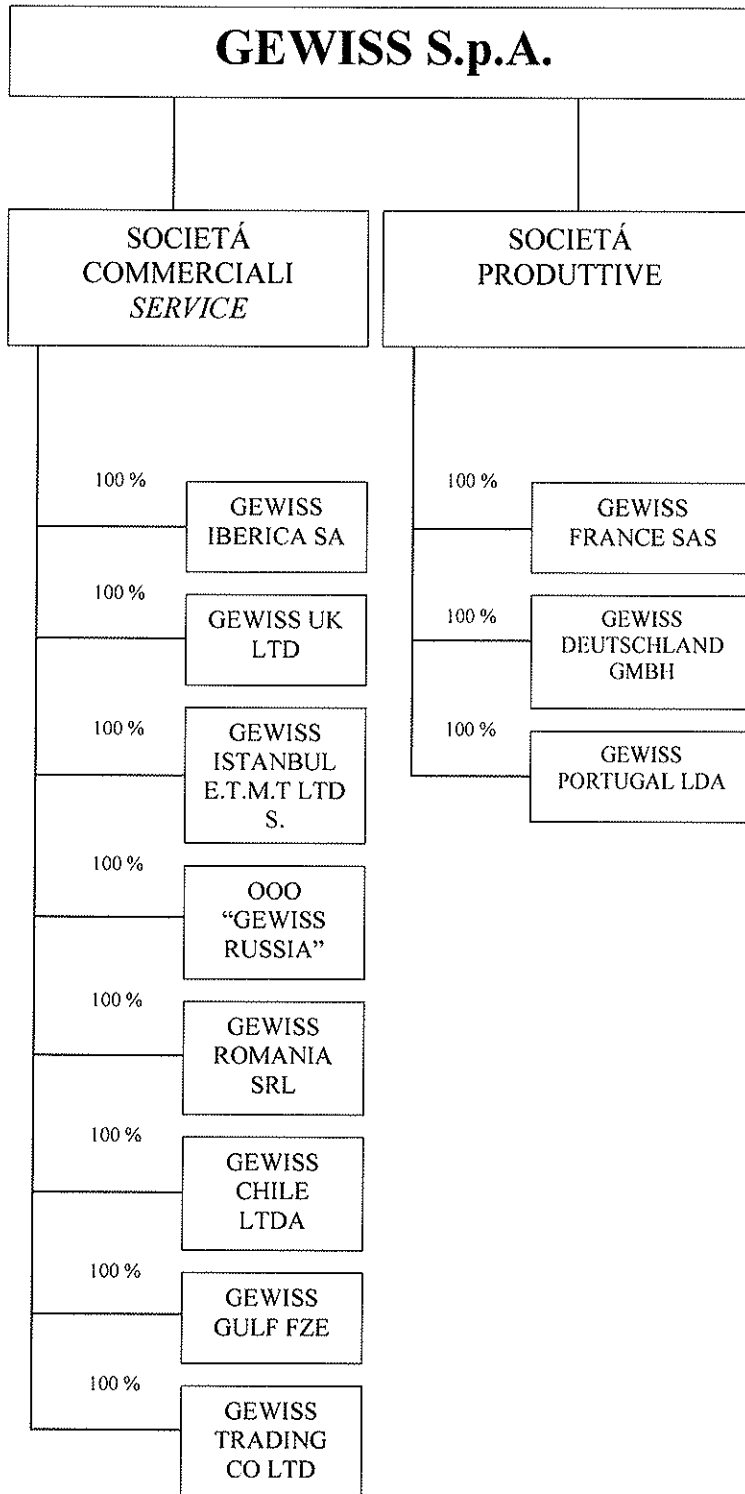 GEWISS S.p.A.
SOCIETÁ
COMMERCIALI
SERVICE
100 %
GEWISS
IBERICA SA
100 %
GEWISS UK
LTD
100 %
GEWISS
ISTANBUL
E.T.M.T LTD
S.
100 %
OOO
“GEWISS
RUSSIA”
100 %
GEWISS
ROMANIA
SRL
100 %
GEWISS
CHILE
LTDA
100 %
GEWISS
GULF FZE
100 %
GEWISS
TRADING
CO LTD
SOCIETÁ
PRODUTTIVE
100 %
GEWISS
FRANCE SAS
100 %
GEWISS
DEUTSCHLAND
GMBH
100 %
GEWISS
PORTUGAL LDA